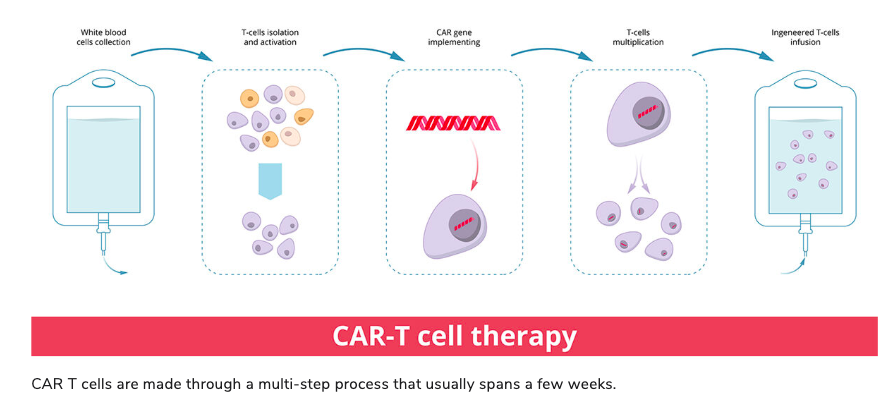 White blood
cells collection
T-cells isolation
and activation
CAR gene
implementing
T-cells
multiplication
Ingeneered T-cells
infusion
CAR-T cell therapy
CAR T cells are made through a multi-step process that usually spans a few weeks.